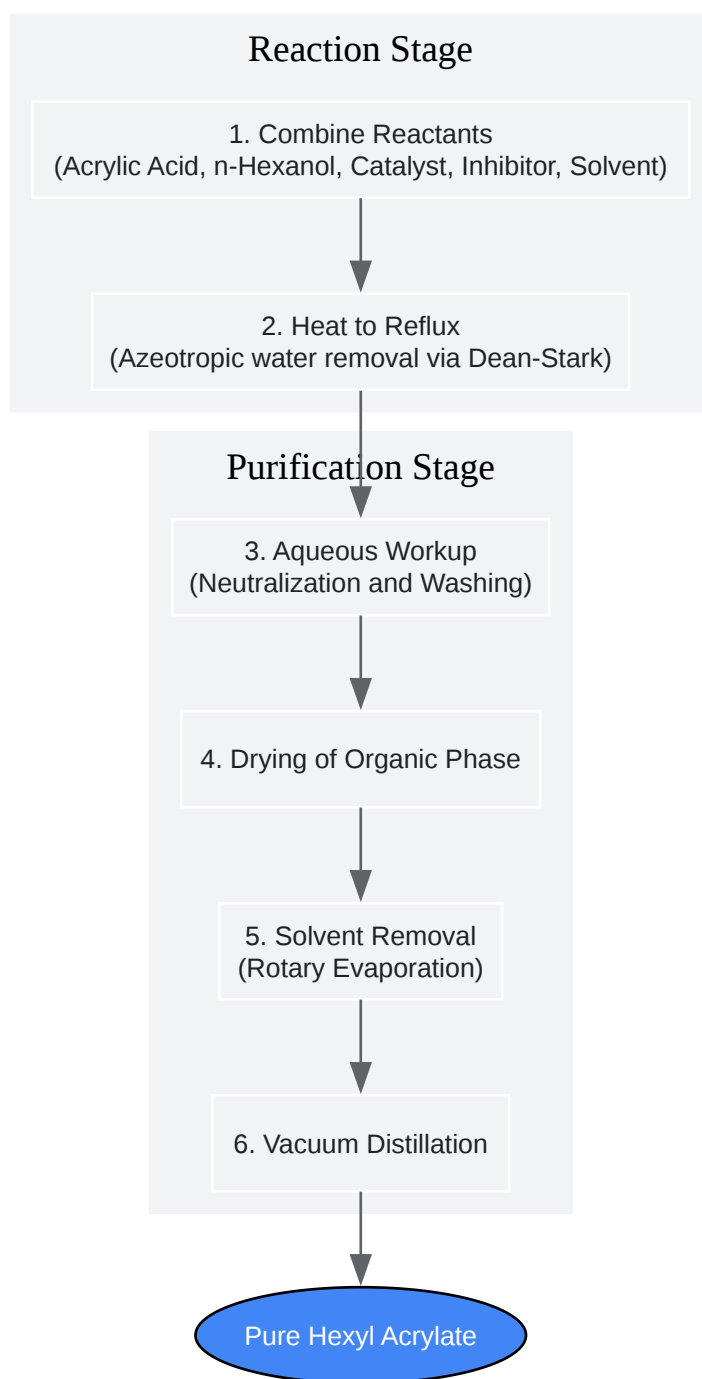 Reaction Stage
1. Combine Reactants
(Acrylic Acid, n-Hexanol, Catalyst, Inhibitor, Solvent)
2. Heat to Reflux
(Azeotropic water removal via Dean-Stark)
Purification Stage
3. Aqueous Workup
(Neutralization and Washing)
4. Drying of Organic Phase
5. Solvent Removal
(Rotary Evaporation)
6. Vacuum Distillation
Pure Hexyl Acrylate